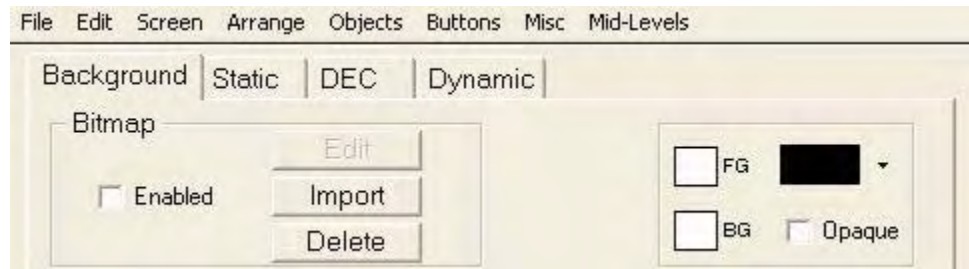 File Edit Screen Arrange Objects Buttons Misc Mid-Levels
Background Static DEC Dynamic
Bitmap
Edit
Enabled
Import
Delete
FG
BG
Opaque